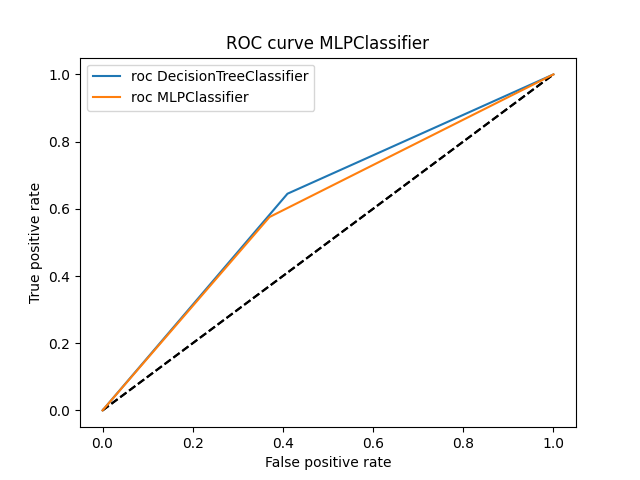 ROC curve MLPClassifier
roc DecisionTreeClassifier
roc MLPClassifier
True positive rate
1.0
0.8
0.6
0.4
0.2
0.0
0.0 0.2 0.4 0.6 0.8 1.0
False positive rate